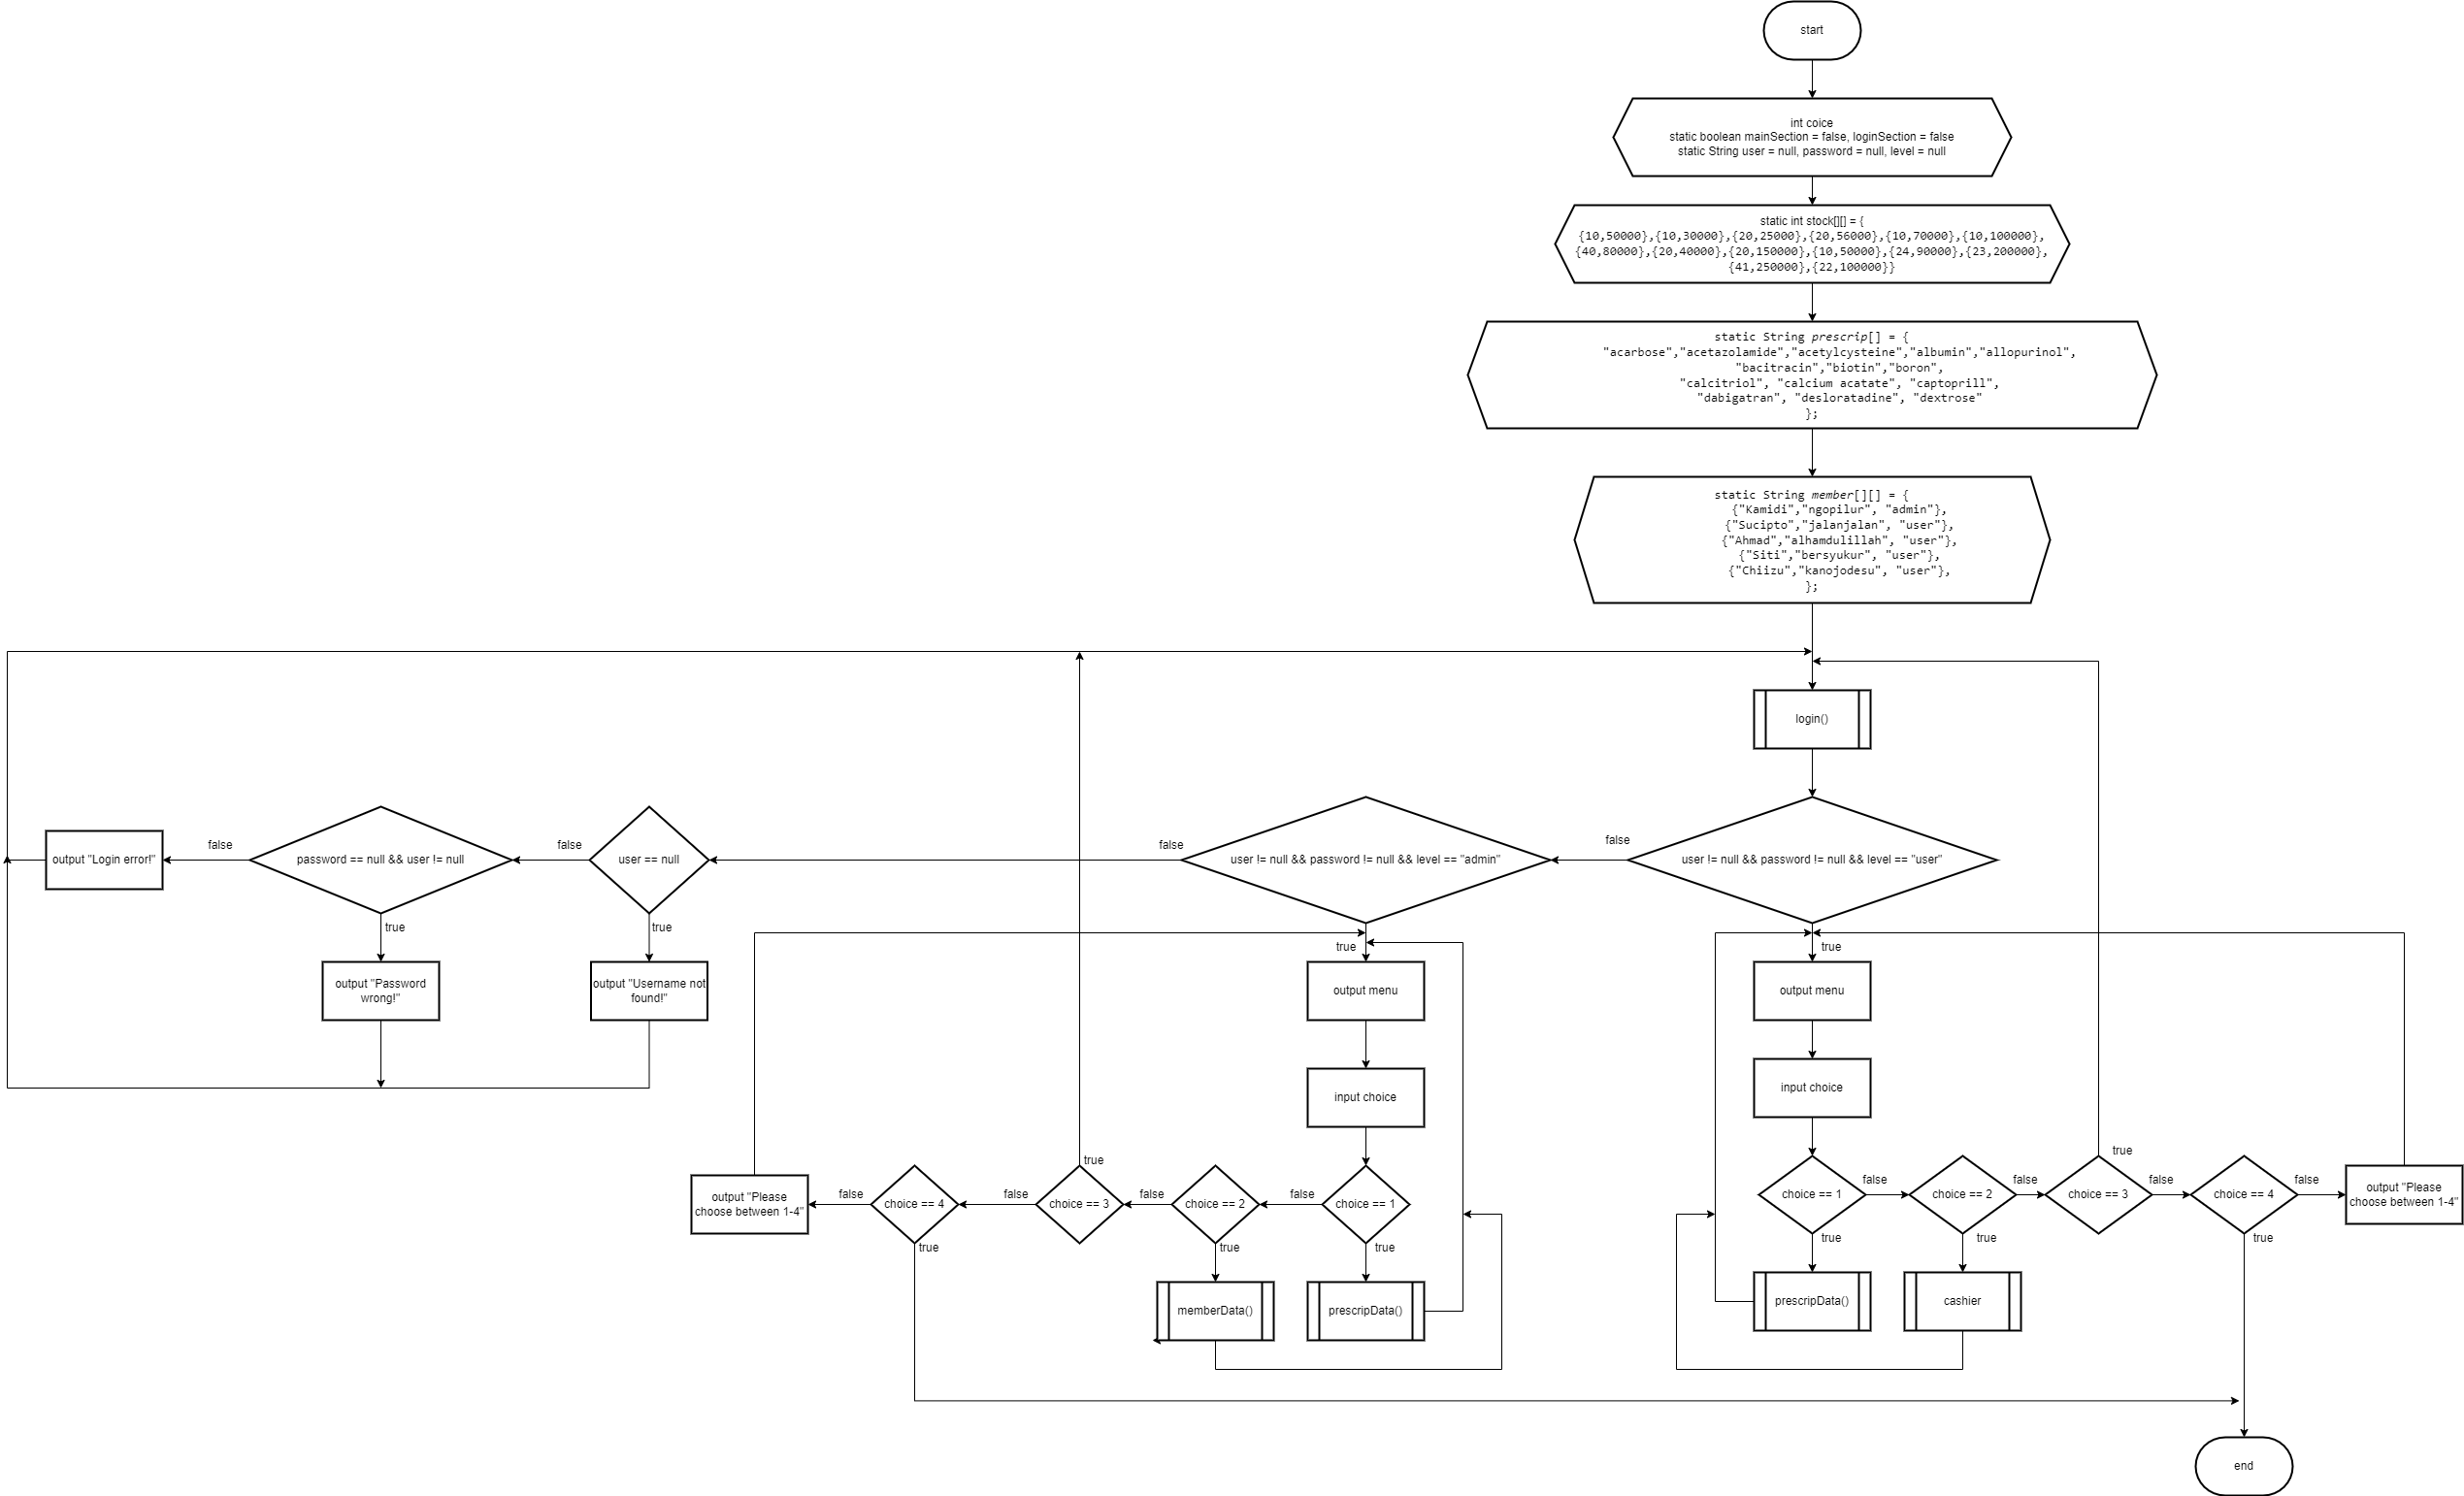 start
int coice
static boolean mainSection = false, loginSection = false
static String user = null, password = null, level = null
static int stock[][] = {
{10,50000},{10,30000},{20,25000},{20,56000},{10,70000},{10,100000},
{40,80000},{20,40000},{20,150000},{10,50000},{24,90000},{23,200000},
{41,250000},{22,100000}}
static String prescrip[] = {
"acarbose","acetazolamide","acetylcysteine","albumin","allopurinol",
"bacitracin","biotin","boron",
"calcitriol", "calcium acatate", "captoprill",
"dabigatran", "desloratadine", "dextrose"
};
static String member[][] = {
{"Kamidi","ngopilur", "admin"},
{"Sucipto","jalanjalan", "user"},
{"Ahmad","alhamdulillah", "user"},
{"Siti","bersyukur", "user"},
{"Chiizu","kanojodesu", "user"},
};
login()
output "Login error!"
false
password == null && user != null
false
user == null
false
user != null && password != null && level == "admin"
false
user != null && password != null && level == "user"
true
true
true
true
output "Password
wrong!"
output "Username not
found!"
output menu
output menu
input choice
input choice
output "Please
choose between 1-4"
false
choice == 4
false
choice == 3
true
false
choice == 2
false
choice == 1
choice == 1
false
choice == 2
false
choice == 3
true
false
choice == 4
false
output "Please
choose between 1-4"
true
true
true
true
true
true
memberData()
prescripData()
prescripData()
cashier
end